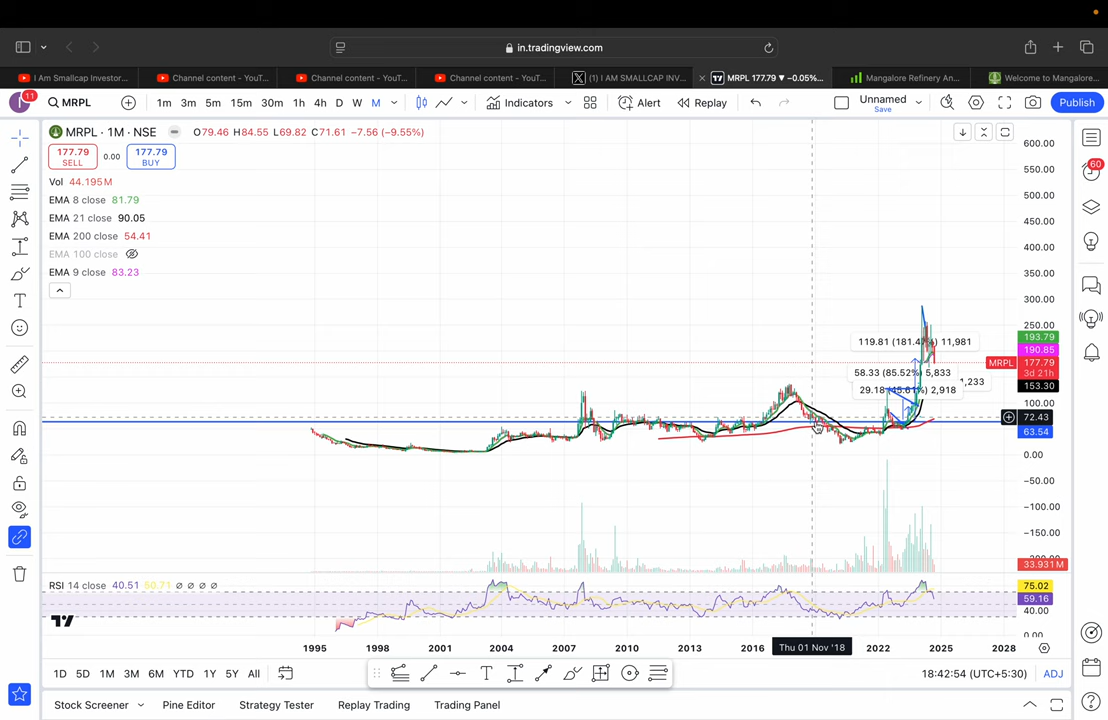 in.tradingview.com
I Am Smallcap Investor...
Channel content - YouT...
Channel content - YouT...
Channel content - YouT...
(1) I AM SMALLCAP INV...
MRPL 177.79 ▼ −0.05%...
Mangalore Refinery An...
Welcome to Mangalore...
11
MRPL
1m 3m 5m 15m 30m 1h 4h D W M
Indicators
Alert
Replay
Unnamed
Save
Publish
MRPL · 1M · NSE
O79.46 H84.55 L69.82 C71.61 −7.56 (−9.55%)
177.79
SELL
0.00
177.79
BUY
Vol 44.195M
EMA 8 close 81.79
EMA 21 close 90.05
EMA 200 close 54.41
EMA 100 close
EMA 9 close 83.23
119.81 (181.4 %) 11,981
58.33 (85.52%) 5,833
1,233
29.18 (45.61%) 2,918
600.00
550.00
500.00
450.00
400.00
350.00
300.00
250.00
193.79
190.85
MRPL
177.79
3d 21h
153.30
100.00
72.43
63.54
0.00
−50.00
−100.00
−150.00
33.931M
60
RSI 14 close 40.51 50.71 ∅ ∅ ∅ ∅
75.02
59.16
40.00
0.00
1995
1998
2001
2004
2007
2010
2013
2016
Thu 01 Nov '18
2022
2025
2028
1D 5D 1M 3M 6M YTD 1Y 5Y All
18:42:54 (UTC+5:30)
ADJ
Stock Screener
Pine Editor
Strategy Tester
Replay Trading
Trading Panel